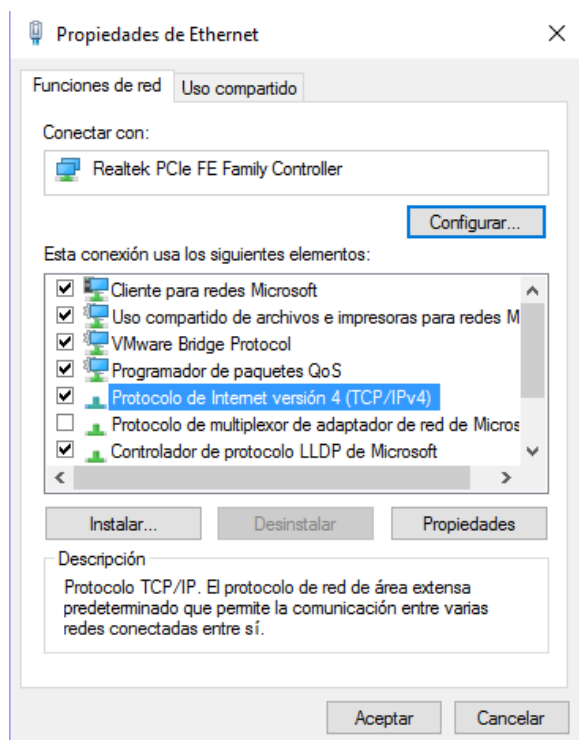 Propiedades de Ethernet
Funciones de red
Uso compartido
Conectar con:
Realtek PCIe FE Family Controller
Configurar...
Esta conexión usa los siguientes elementos:
Cliente para redes Microsoft
Uso compartido de archivos e impresoras para redes M
VMware Bridge Protocol
Programador de paquetes QoS
Protocolo de Internet versión 4 (TCP/IPv4)
Protocolo de multiplexor de adaptador de red de Micros
Controlador de protocolo LLDP de Microsoft
Instalar...
Desinstalar
Propiedades
Descripción
Protocolo TCP/IP. El protocolo de red de área extensa
predeterminado que permite la comunicación entre varias
redes conectadas entre sí.
Aceptar
Cancelar